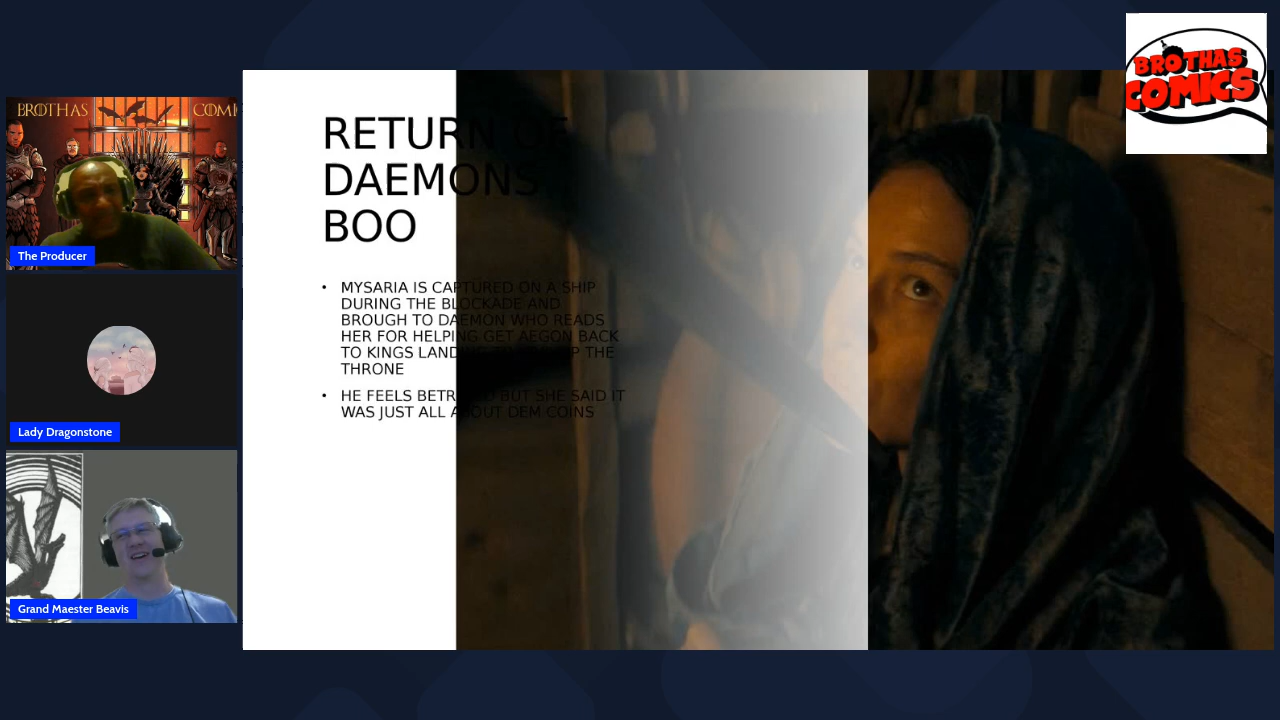 BROTHAS COMI
The Producer
Lady Dragonstone
Grand Maester Beavis
RETURN OF
DAEMONS
BOO
• MYSARIA IS CAPTURED ON A SHIP
DURING THE BLOCKADE AND
BROUGH TO DAEMON WHO READS
HER FOR HELPING GET AEGON BACK
TO KINGS LANDING THE
THRONE
• HE FEELS BETRAYED BUT SHE SAID IT
WAS JUST ALL ABOUT DEM COINS
BROTHAS
COMICS